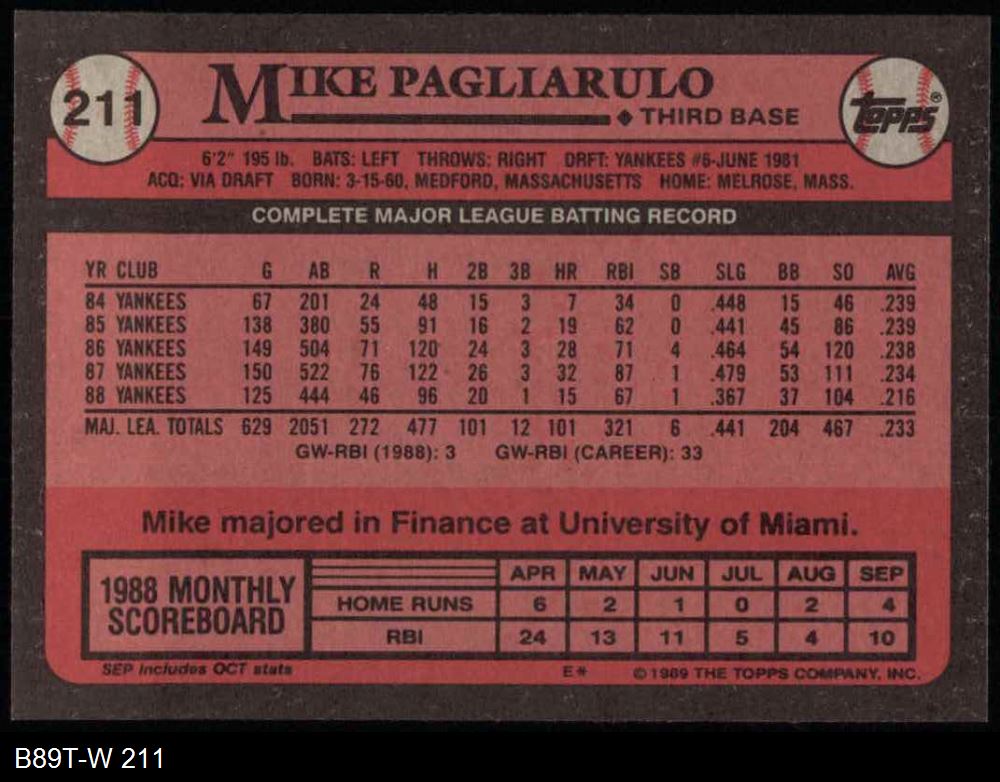 211
MIKE PAGLIARULO
THIRD BASE
topps®
6'2" 195 lb. BATS: LEFT THROWS: RIGHT DRFT: YANKEES #6-JUNE 1981
ACQ: VIA DRAFT BORN: 3-15-60, MEDFORD, MASSACHUSETTS HOME: MELROSE, MASS.
COMPLETE MAJOR LEAGUE BATTING RECORD
YR CLUB G AB R H 2B 3B HR RBI SB SLG BB SO AVG
84 YANKEES 67 201 24 48 15 3 7 34 0 .448 15 46 .239
85 YANKEES 138 380 55 91 16 2 19 62 0 .441 45 86 .239
86 YANKEES 149 504 71 120 24 3 28 71 4 .464 54 120 .238
87 YANKEES 150 522 76 122 26 3 32 87 1 .479 53 111 .234
88 YANKEES 125 444 46 96 20 1 15 67 1 .367 37 104 .216
MAJ. LEA. TOTALS 629 2051 272 477 101 12 101 321 6 .441 204 467 .233
GW-RBI (1988): 3 GW-RBI (CAREER): 33
Mike majored in Finance at University of Miami.
1988 MONTHLY SCOREBOARD
APR MAY JUN JUL AUG SEP
HOME RUNS 6 2 1 0 2 4
RBI 24 13 11 5 4 10
SEP includes OCT stats E* © 1989 THE TOPPS COMPANY, INC.
B89T-W 211